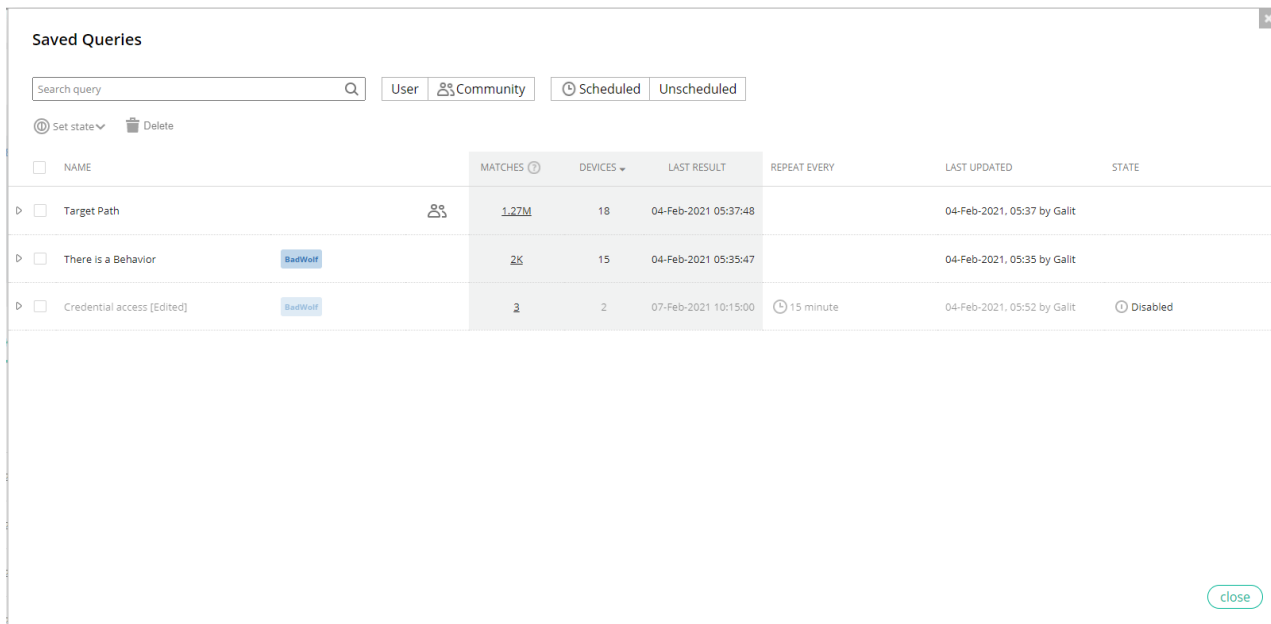 Saved Queries
Search query User Community Scheduled Unscheduled
Set state Delete
NAME MATCHES ? DEVICES LAST RESULT REPEAT EVERY LAST UPDATED STATE
Target Path 1.27M 18 04-Feb-2021 05:37:48 04-Feb-2021, 05:37 by Galit
There is a Behavior BadWolf 2K 15 04-Feb-2021 05:35:47 04-Feb-2021, 05:35 by Galit
Credential access [Edited] BadWolf 3 2 07-Feb-2021 10:15:00 15 minute 04-Feb-2021, 05:52 by Galit Disabled
close